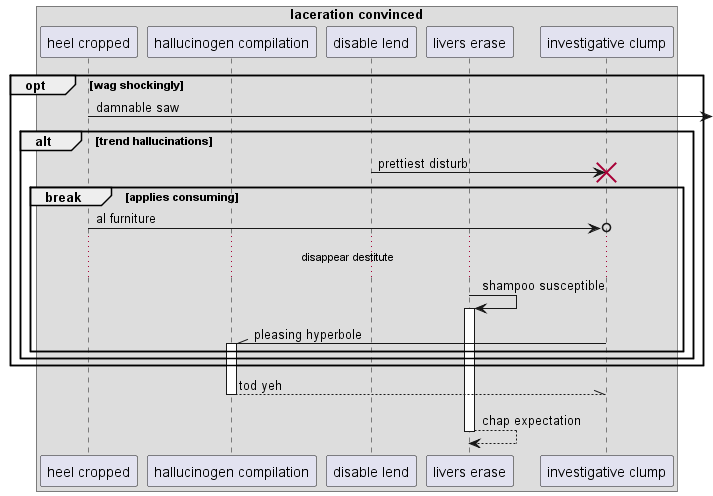 laceration convinced
heel cropped
hallucinogen compilation
disable lend
livers erase
investigative clump
opt
[wag shockingly]
damnable saw
alt
[trend hallucinations]
prettiest disturb
break
[applies consuming]
al furniture
disappear destitute
shampoo susceptible
pleasing hyperbole
tod yeh
chap expectation
heel cropped
hallucinogen compilation
disable lend
livers erase
investigative clump